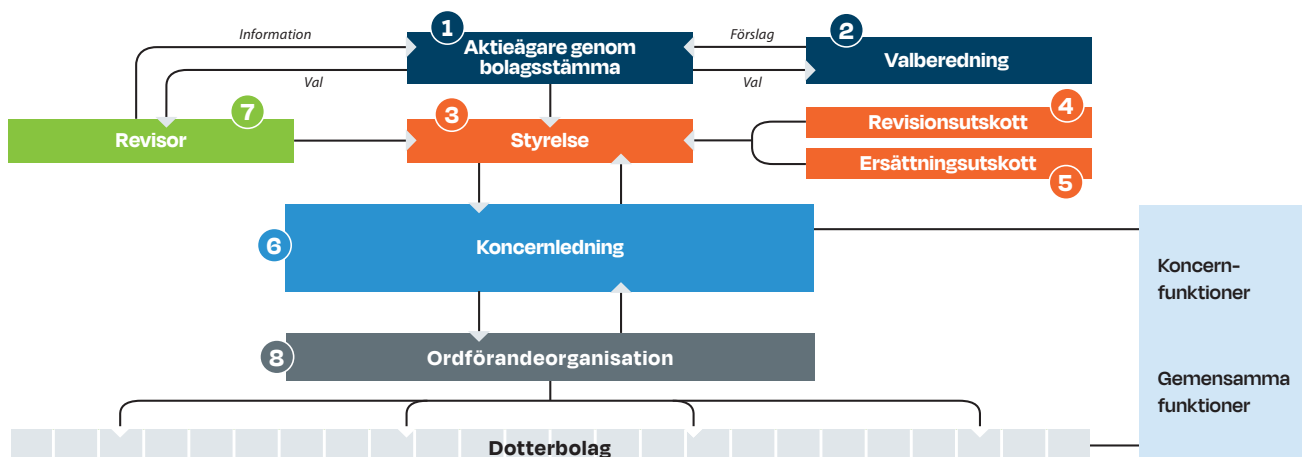 1
Aktieägare genom
bolagsstämma
Information
Val
Förslag
Val
2
Valberedning
7
Revisor
3
Styrelse
4
Revisionsutskott
Ersättningsutskott
5
6
Koncernledning
Koncern-
funktioner
8
Ordförandeorganisation
Gemensamma
funktioner
Dotterbolag